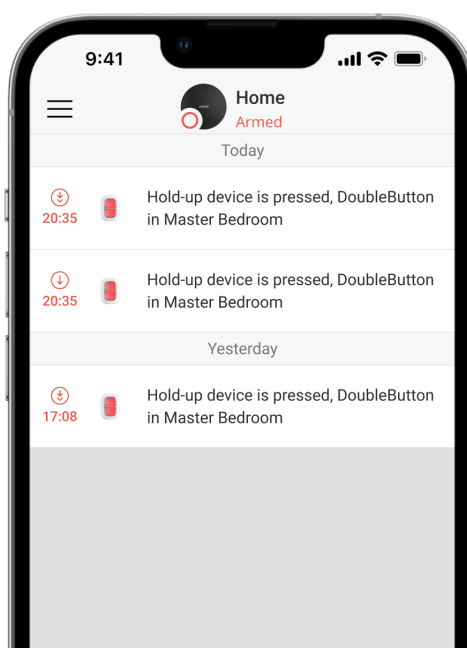 9:41
Home
AJAX
Armed
Today
Hold-up device is pressed, DoubleButton
20:35
in Master Bedroom
Hold-up device is pressed, DoubleButton
20:35
in Master Bedroom
Yesterday
Hold-up device is pressed, DoubleButton
17:08
in Master Bedroom